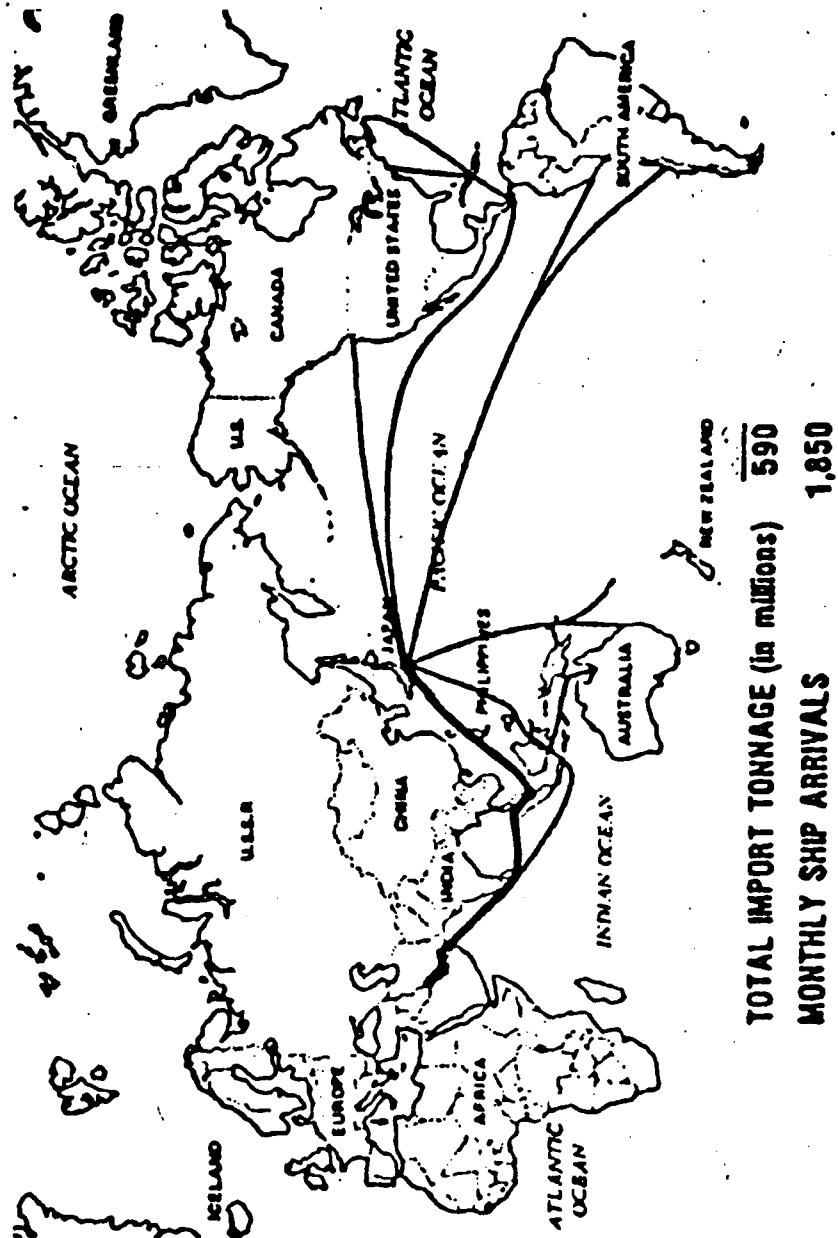 ARCTIC OCEAN
GREENLAND
ICELAND
U.S.S.R
U.S.
CANADA
EUROPE
CHINA
JAPAN
UNITED STATES
TLANTIC
OCEAN
INDIA
PACIFIC OCEAN
AFRICA
PHILIPPINES
ATLANTIC
OCEAN
INDIAN OCEAN
AUSTRALIA
SOUTH AMERICA
NEW ZEALAND
TOTAL IMPORT TONNAGE (in millions) 590
MONTHLY SHIP ARRIVALS 1,850